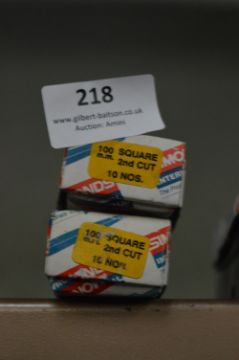 218
www.gilbert-baitson.co.uk
Auction: Amies
100 SQUARE
m.m. 2nd CUT
10 NOS.
100 SQUARE
m.m. 2nd CUT
10 NOS.